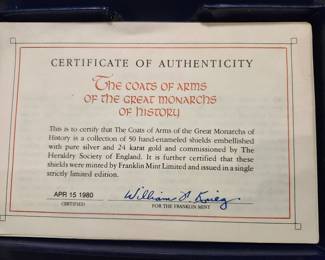 CERTIFICATE OF AUTHENTICITY
The COATS OF ARMS
OF THE GREAT MONARCHS
OF HISTORY
This is to certify that The Coats of Arms of the Great Monarchs of
History is a collection of 50 hand-enameled shields embellished
with pure silver and 24 karat gold and commissioned by The
Heraldry Society of England. It is further certified that these
shields were minted by Franklin Mint Limited and issued in a single
strictly limited edition.
APR 15 1980
William F. Krieg
CERTIFIED
FOR THE FRANKLIN MINT